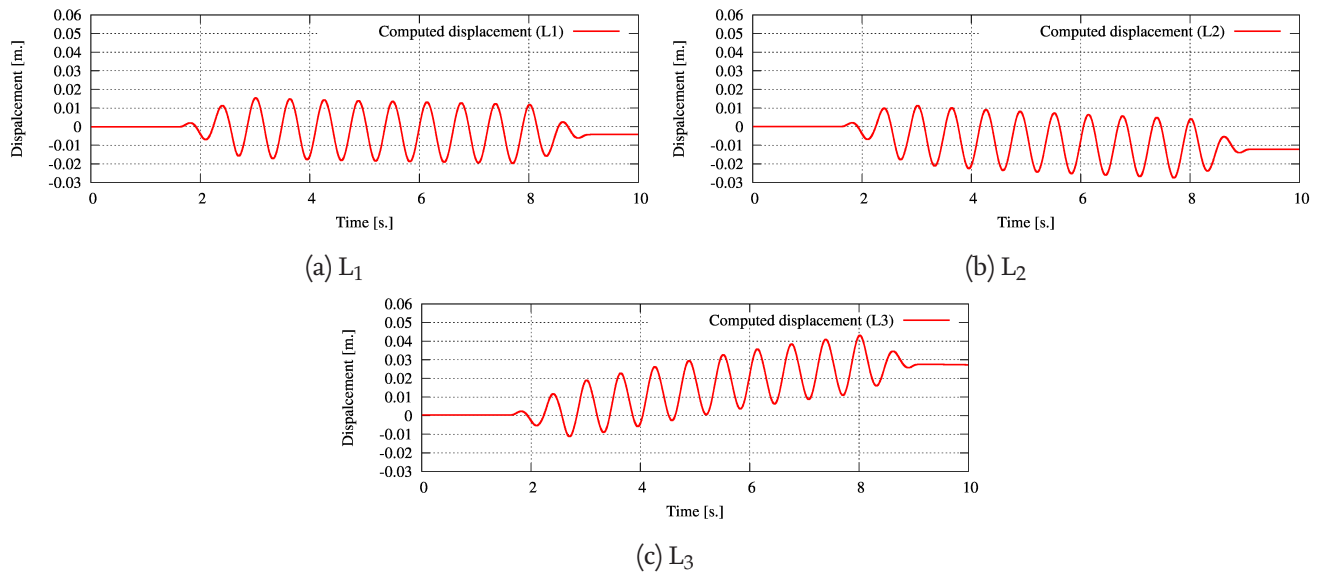 Computed displacement (L1)
Dispalcement [m.]
0.06
0.05
0.04
0.03
0.02
0.01
0
-0.01
-0.02
-0.03
0 2 4 6 8 10
Time [s.]
(a) L1
Computed displacement (L2)
Dispalcement [m.]
0.06
0.05
0.04
0.03
0.02
0.01
0
-0.01
-0.02
-0.03
0 2 4 6 8 10
Time [s.]
(b) L2
Computed displacement (L3)
Dispalcement [m.]
0.06
0.05
0.04
0.03
0.02
0.01
0
-0.01
-0.02
-0.03
0 2 4 6 8 10
Time [s.]
(c) L3